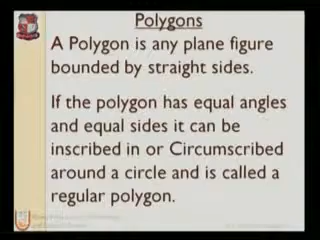 Polygons
A Polygon is any plane figure
bounded by straight sides.
If the polygon has equal angles
and equal sides it can be
inscribed in or Circumscribed
around a circle and is called a
regular polygon.